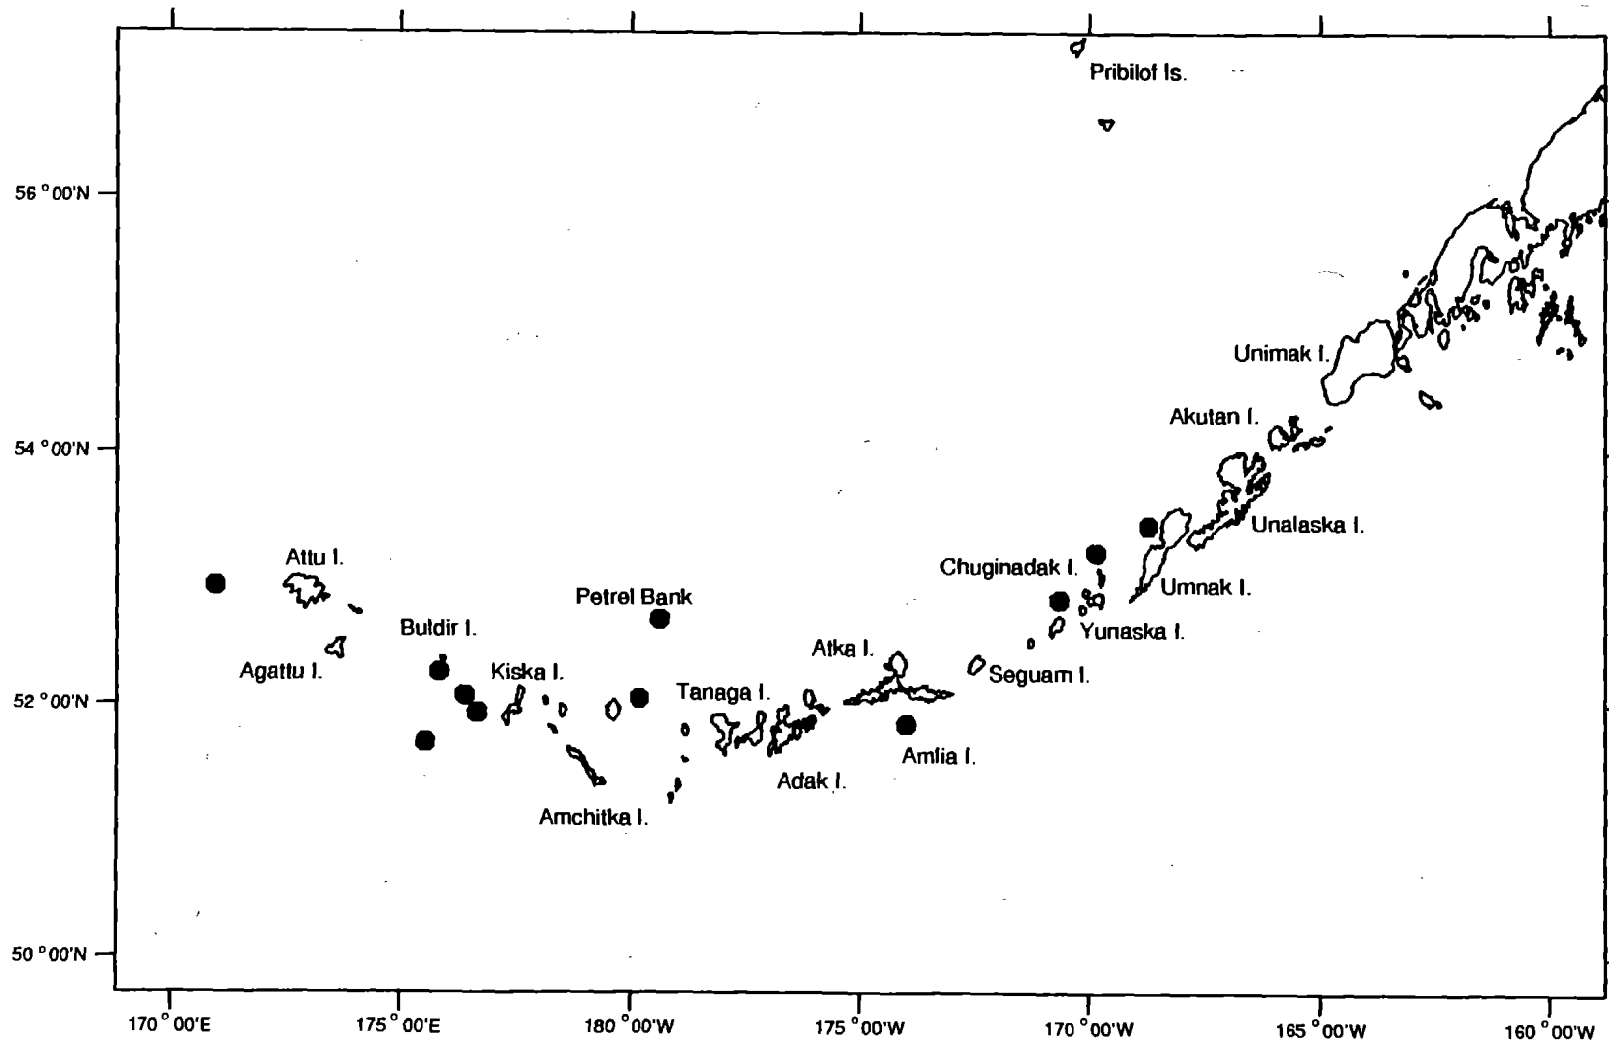 Pribilof Is.
56°00'N
Unimak I.
Akutan I.
54°00'N
Unalaska I.
Attu I.
Chuginadak I.
Umnak I.
Petrel Bank
Buldir I.
Yunaska I.
Atka I.
Agattu I.
Kiska I.
Seguam I.
52°00'N
Tanaga I.
Amlia I.
Adak I.
Amchitka I.
50°00'N
170°00'E
175°00'E
180°00'W
175°00'W
170°00'W
165°00'W
160°00'W